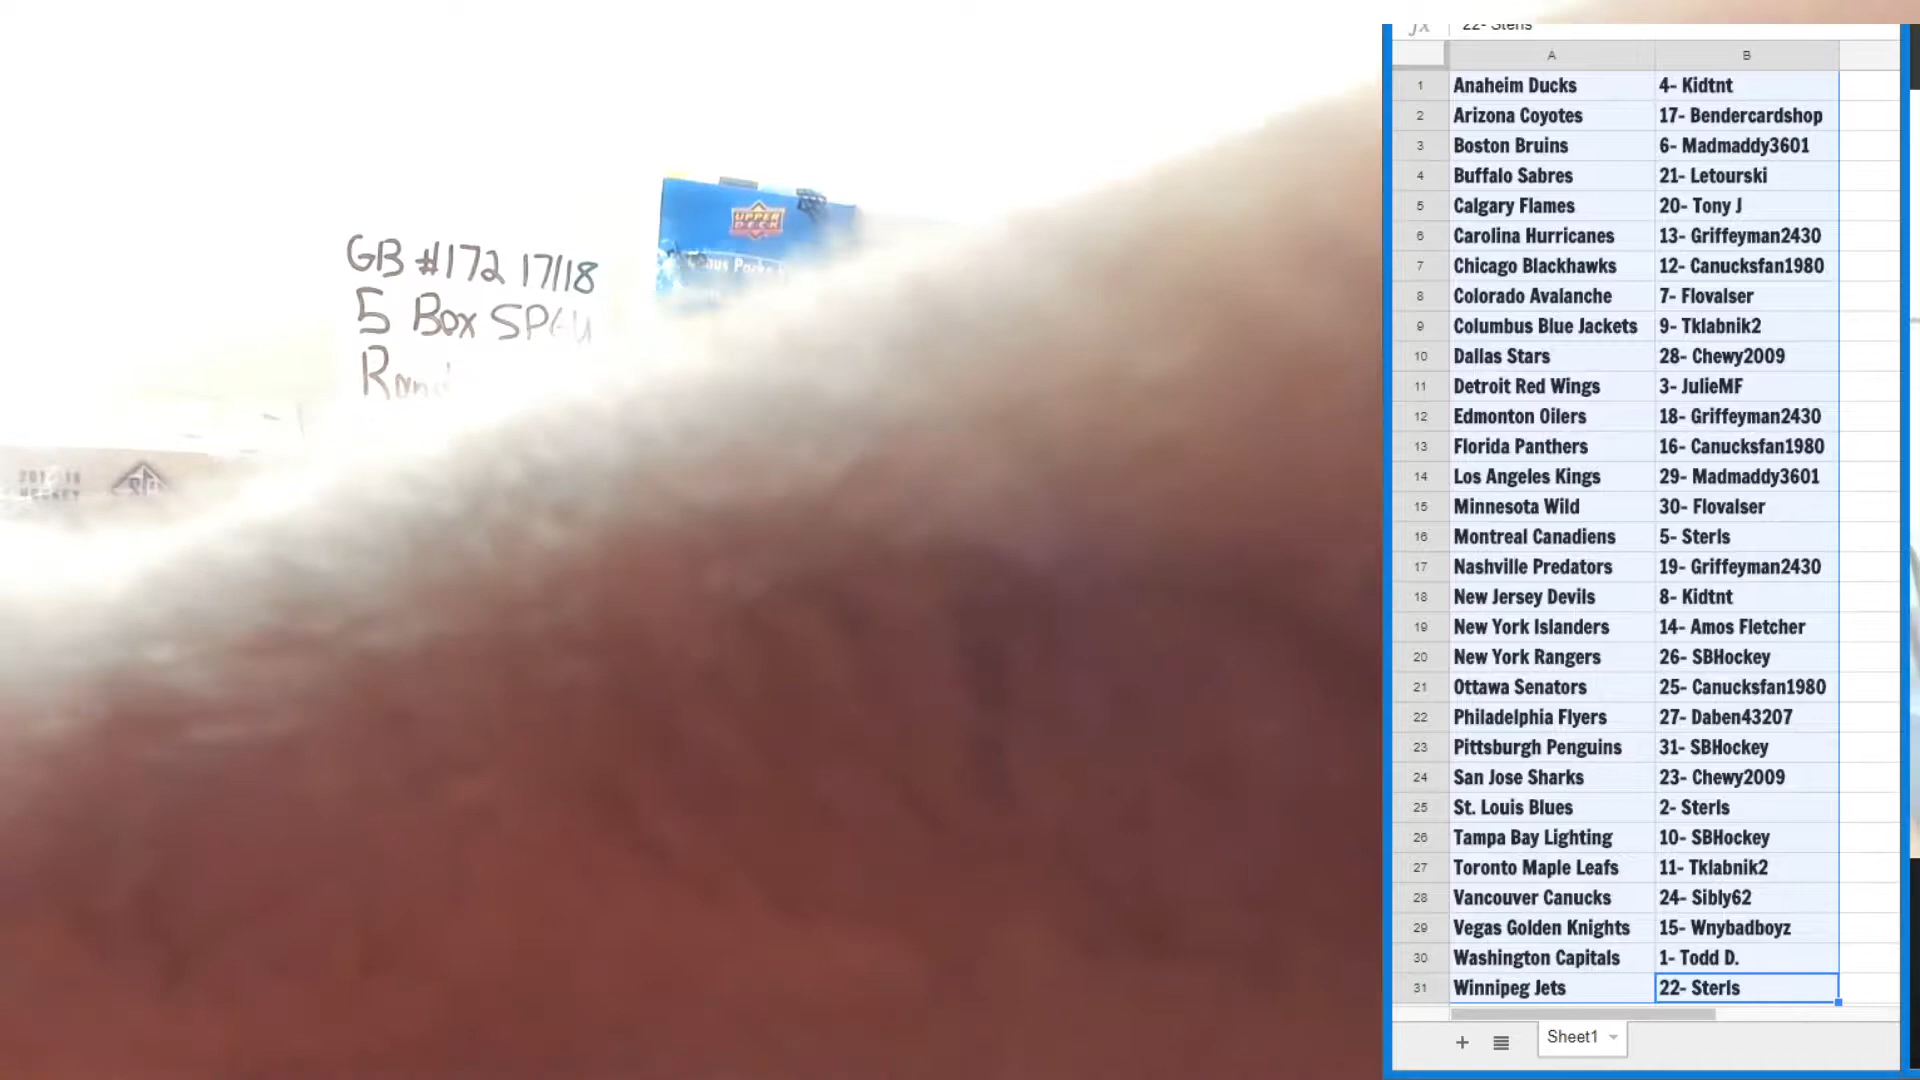 GB #172 17/18
5 Box SPGU
UPPER
DECK
HOCKEY
22- Sterls
A B
1 Anaheim Ducks 4- Kidtnt
2 Arizona Coyotes 17- Bendercardshop
3 Boston Bruins 6- Madmaddy3601
4 Buffalo Sabres 21- Letourski
5 Calgary Flames 20- Tony J
6 Carolina Hurricanes 13- Griffeyman2430
7 Chicago Blackhawks 12- Canucksfan1980
8 Colorado Avalanche 7- Flovalser
9 Columbus Blue Jackets 9- Tklabnik2
10 Dallas Stars 28- Chewy2009
11 Detroit Red Wings 3- JulieMF
12 Edmonton Oilers 18- Griffeyman2430
13 Florida Panthers 16- Canucksfan1980
14 Los Angeles Kings 29- Madmaddy3601
15 Minnesota Wild 30- Flovalser
16 Montreal Canadiens 5- Sterls
17 Nashville Predators 19- Griffeyman2430
18 New Jersey Devils 8- Kidtnt
19 New York Islanders 14- Amos Fletcher
20 New York Rangers 26- SBHockey
21 Ottawa Senators 25- Canucksfan1980
22 Philadelphia Flyers 27- Daben43207
23 Pittsburgh Penguins 31- SBHockey
24 San Jose Sharks 23- Chewy2009
25 St. Louis Blues 2- Sterls
26 Tampa Bay Lighting 10- SBHockey
27 Toronto Maple Leafs 11- Tklabnik2
28 Vancouver Canucks 24- Sibly62
29 Vegas Golden Knights 15- Wnybadboyz
30 Washington Capitals 1- Todd D.
31 Winnipeg Jets 22- Sterls
Sheet1